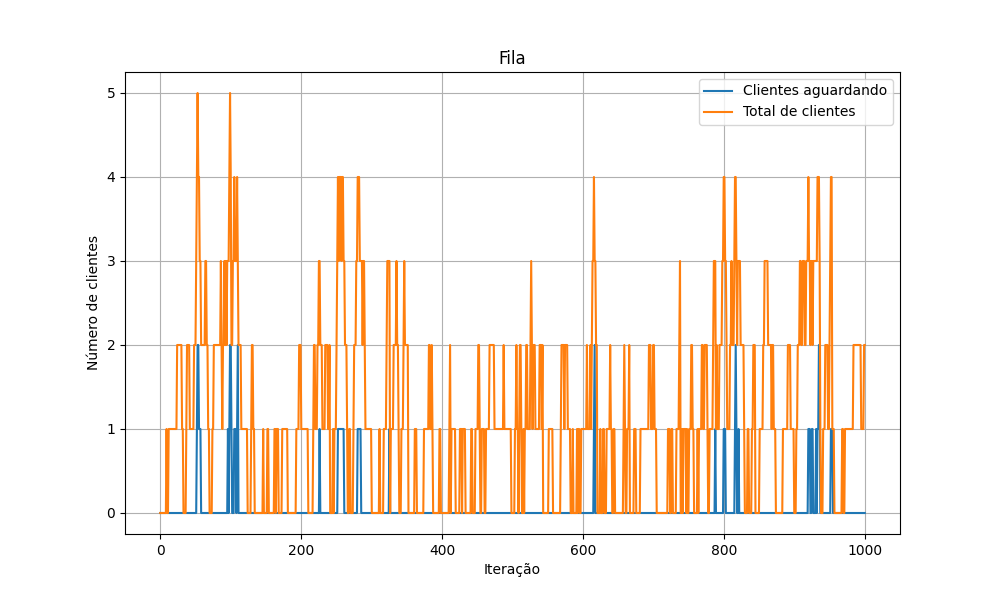 Fila
Clientes aguardando
Total de clientes
Número de clientes
5
4
3
2
1
0
0 200 400 600 800 1000
Iteração